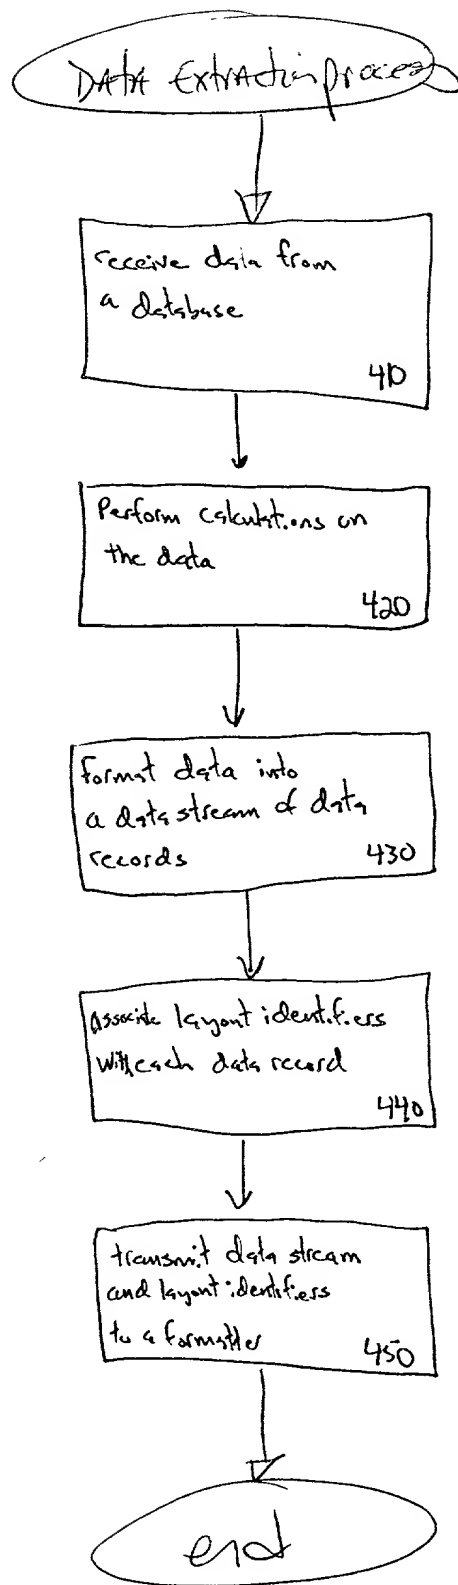 DATA Extraction process
receive data from
a database
410
Perform calculations on
the data
420
format data into
a data stream of data
records 430
associate layout identifiers
with each data record
440
transmit data stream
and layout identifiers
to a formatter 450
end